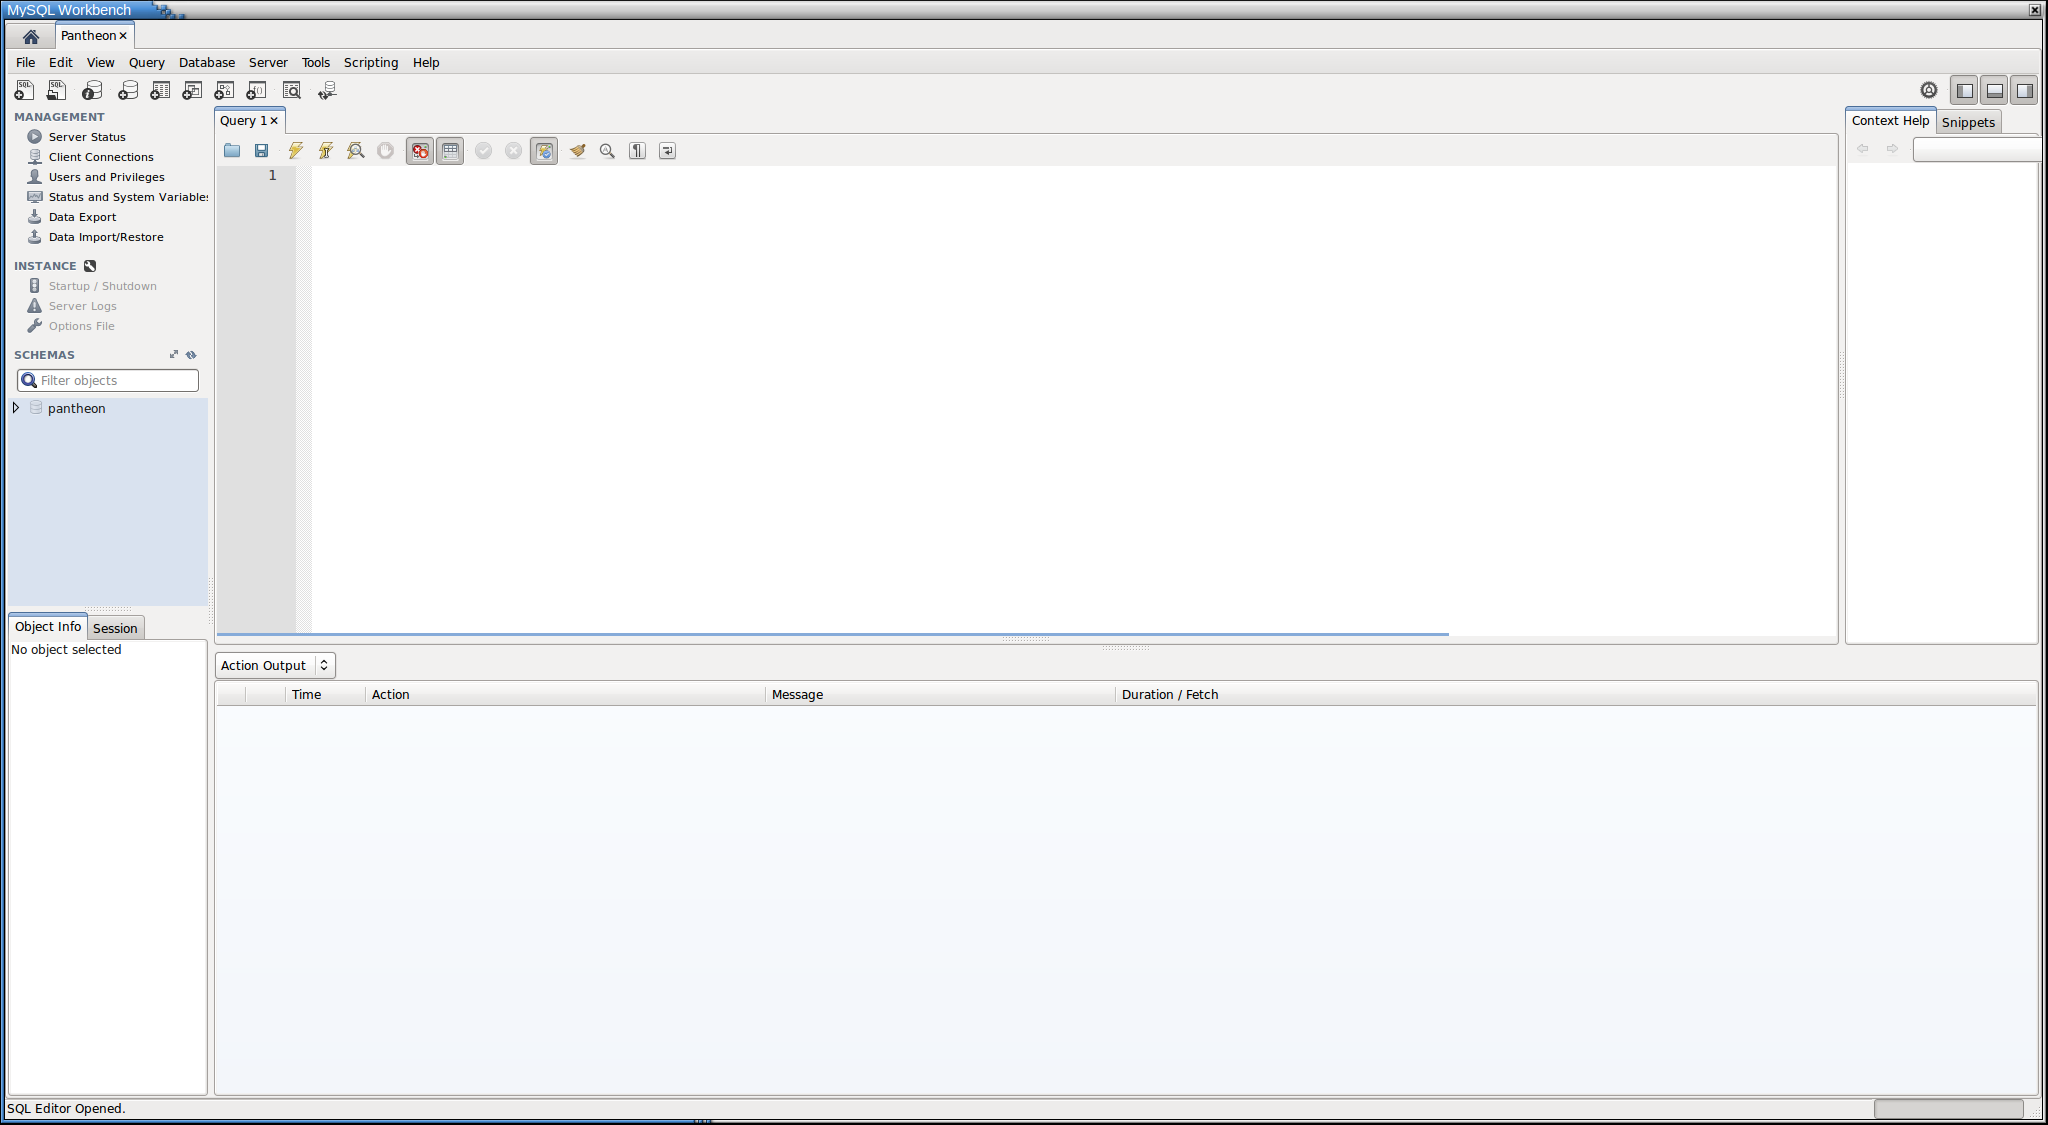 MySQL Workbench
Pantheon
File Edit View Query Database Server Tools Scripting Help
MANAGEMENT
Server Status
Client Connections
Users and Privileges
Status and System Variables
Data Export
Data Import/Restore
INSTANCE
Startup / Shutdown
Server Logs
Options File
SCHEMAS
Filter objects
pantheon
Object Info Session
No object selected
Query 1
1
Context Help Snippets
Action Output
Time Action Message Duration / Fetch
SQL Editor Opened.